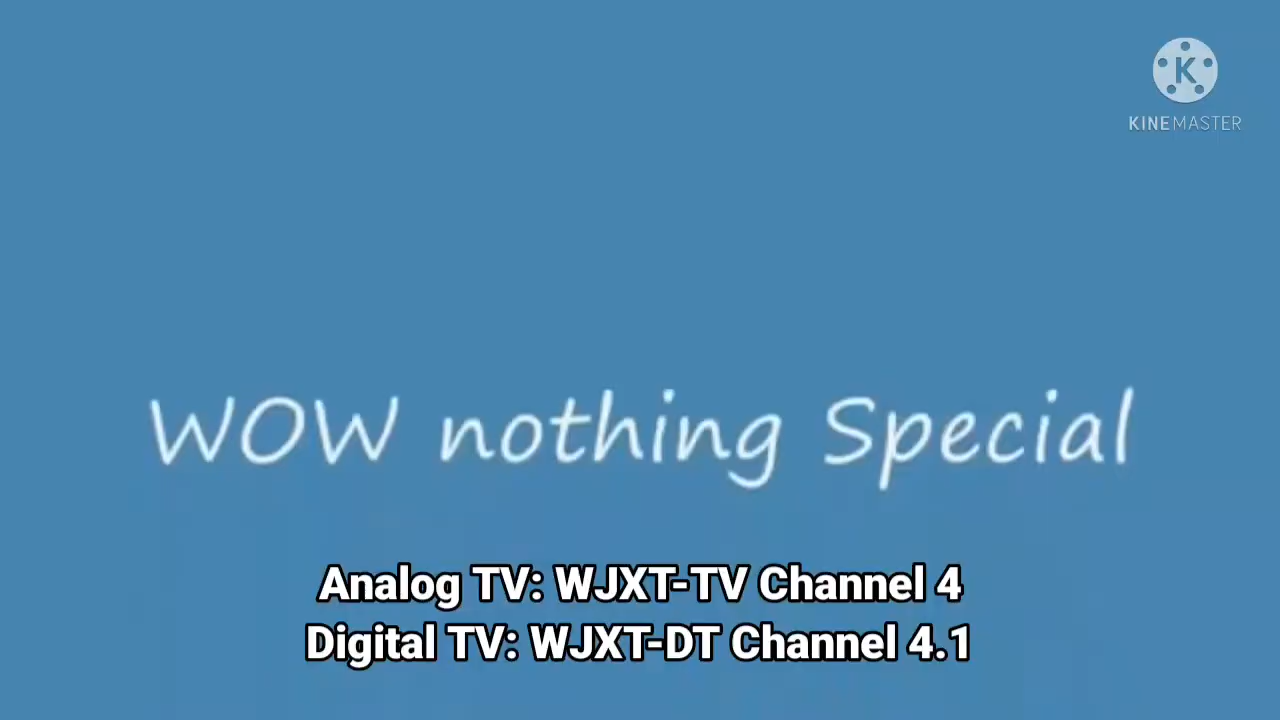 K
KINEMASTER
WOW nothing Special
Analog TV: WJXT-TV Channel 4
Digital TV: WJXT-DT Channel 4.1